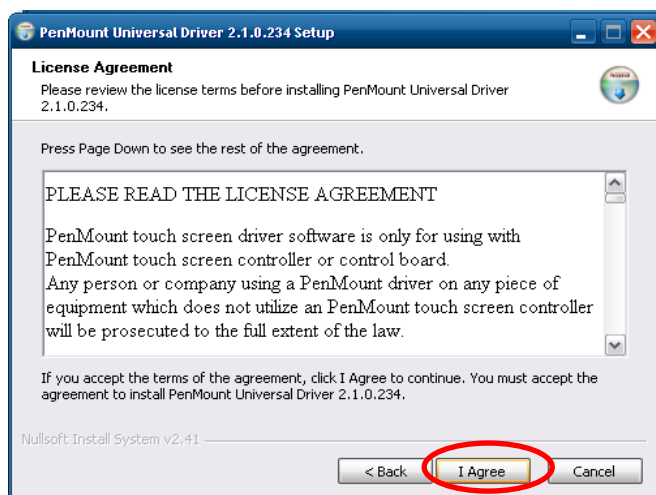 PenMount Universal Driver 2.1.0.234 Setup
License Agreement
Please review the license terms before installing PenMount Universal Driver
2.1.0.234.
Press Page Down to see the rest of the agreement.
PLEASE READ THE LICENSE AGREEMENT
PenMount touch screen driver software is only for using with
PenMount touch screen controller or control board.
Any person or company using a PenMount driver on any piece of
equipment which does not utilize an PenMount touch screen controller
will be prosecuted to the full extent of the law.
If you accept the terms of the agreement, click I Agree to continue. You must accept the
agreement to install PenMount Universal Driver 2.1.0.234.
Nullsoft Install System v2.41
< Back
I Agree
Cancel